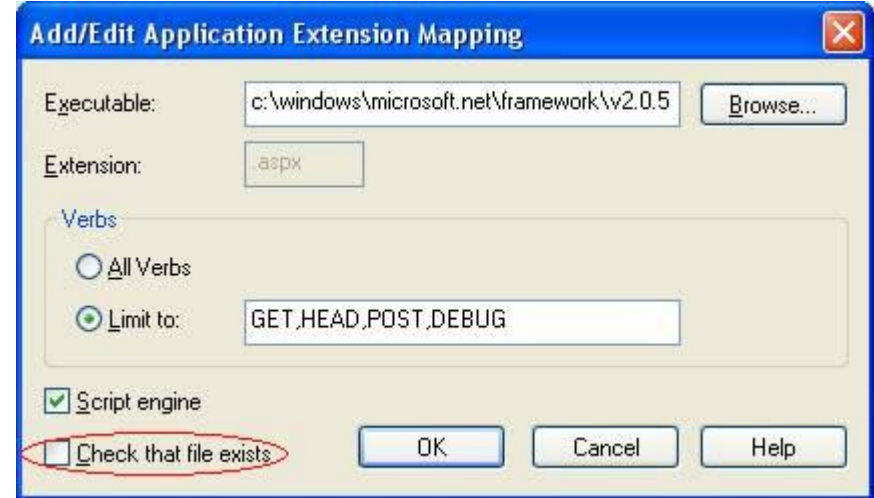 Add/Edit Application Extension Mapping
Executable: c:\windows\microsoft.net\framework\v2.0.5 Browse...
Extension: .aspx
Verbs
All Verbs
Limit to: GET,HEAD,POST,DEBUG
Script engine
Check that file exists OK Cancel Help